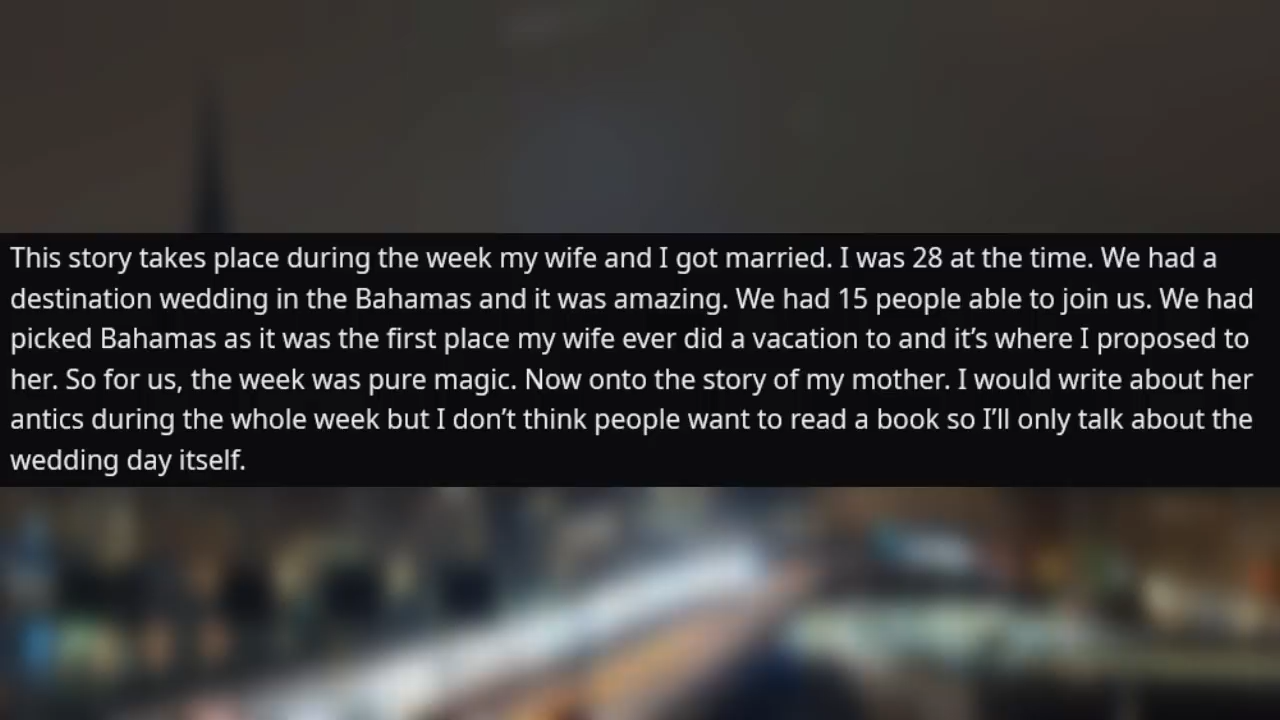 This story takes place during the week my wife and I got married. I was 28 at the time. We had a
destination wedding in the Bahamas and it was amazing. We had 15 people able to join us. We had
picked Bahamas as it was the first place my wife ever did a vacation to and it’s where I proposed to
her. So for us, the week was pure magic. Now onto the story of my mother. I would write about her
antics during the whole week but I don’t think people want to read a book so I’ll only talk about the
wedding day itself.